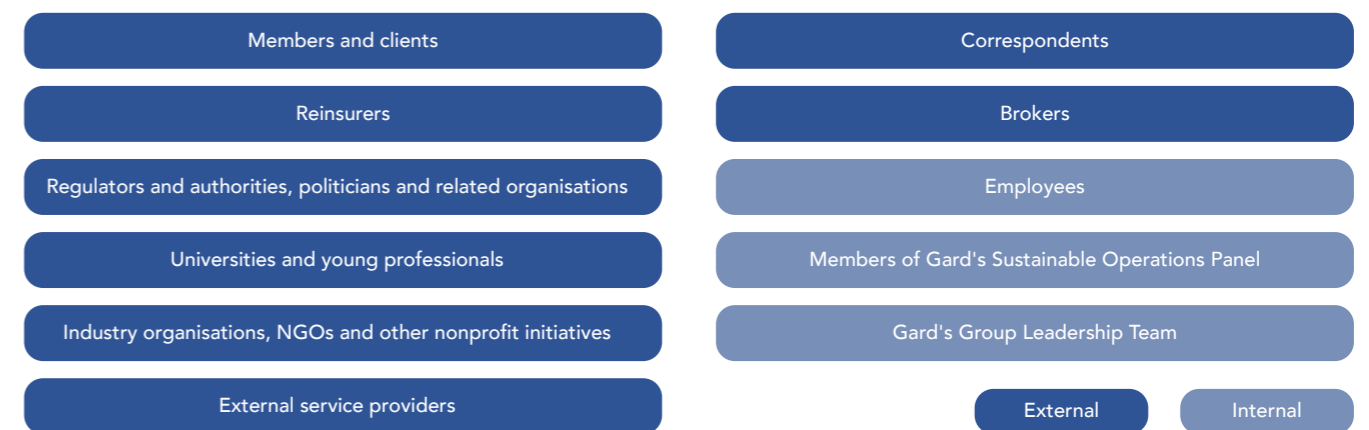 Members and clients
Reinsurers
Regulators and authorities, politicians and related organisations
Universities and young professionals
Industry organisations, NGOs and other nonprofit initiatives
External service providers
Correspondents
Brokers
Employees
Members of Gard's Sustainable Operations Panel
Gard's Group Leadership Team
External
Internal